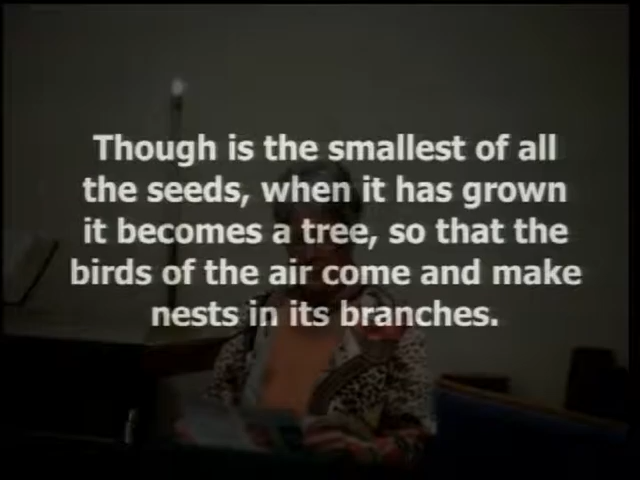 Though is the smallest of all
the seeds, when it has grown
it becomes a tree, so that the
birds of the air come and make
nests in its branches.